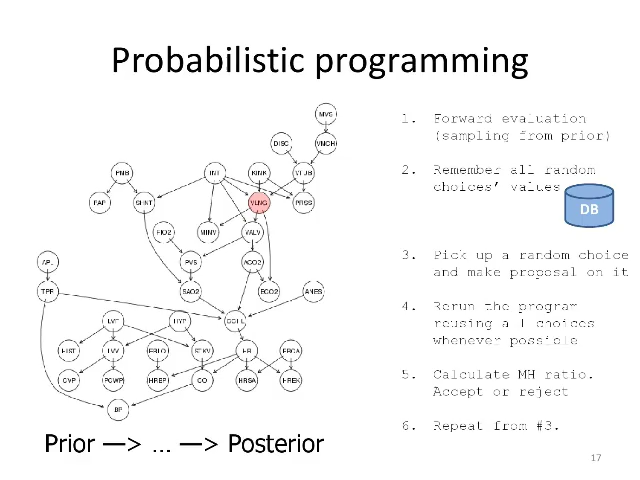 Probabilistic programming
MVS
DISC
VMCH
PMB
INT
KINK
VTUB
PAP
SHNT
VLNG
PRSS
FIO2
MINV
VALV
APL
PVS
ACO2
TPR
SAO2
ECO2
ANES
LVF
HYP
CCHL
HIST
LVV
ERLO
STKV
HR
ERCA
CVP
PCWP
HREP
CO
HRSA
HREK
BP
Prior —> ... —> Posterior
1. Forward evaluation
(sampling from prior)
2. Remember all random
choices' values
DB
3. Pick up a random choice
and make proposal on it
4. Rerun the program
reusing all choices
whenever possible
5. Calculate MH ratio.
Accept or reject
6. Repeat from #3.
17